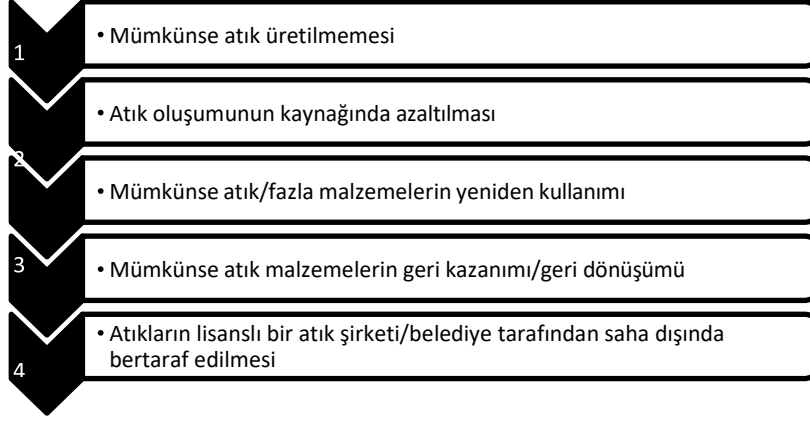 1
• Mümkünse atık üretilmemesi
• Atık oluşumunun kaynağında azaltılması
2
• Mümkünse atık/fazla malzemelerin yeniden kullanımı
3
• Mümkünse atık malzemelerin geri kazanımı/geri dönüşümü
• Atıkların lisanslı bir atık şirketi/belediye tarafından saha dışında
bertaraf edilmesi
4